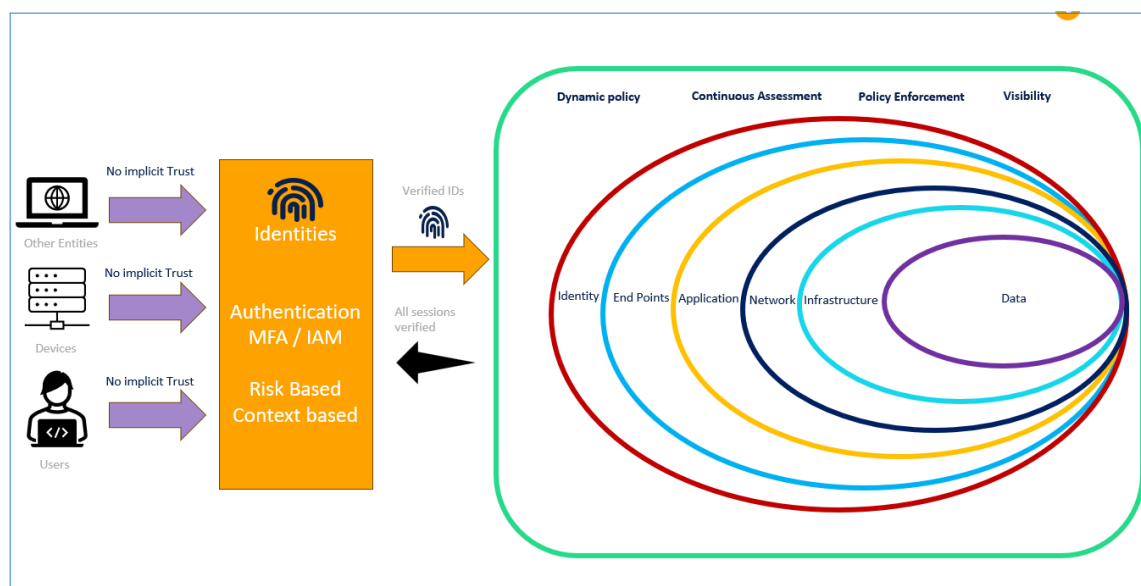 Dynamic policy
Continuous Assessment
Policy Enforcement
Visibility
No implicit Trust
Other Entities
No implicit Trust
Devices
No implicit Trust
Users
</>
Identities
Authentication
MFA / IAM
Risk Based
Context based
Verified IDs
All sessions
verified
Identity
End Points
Application
Network
Infrastructure
Data